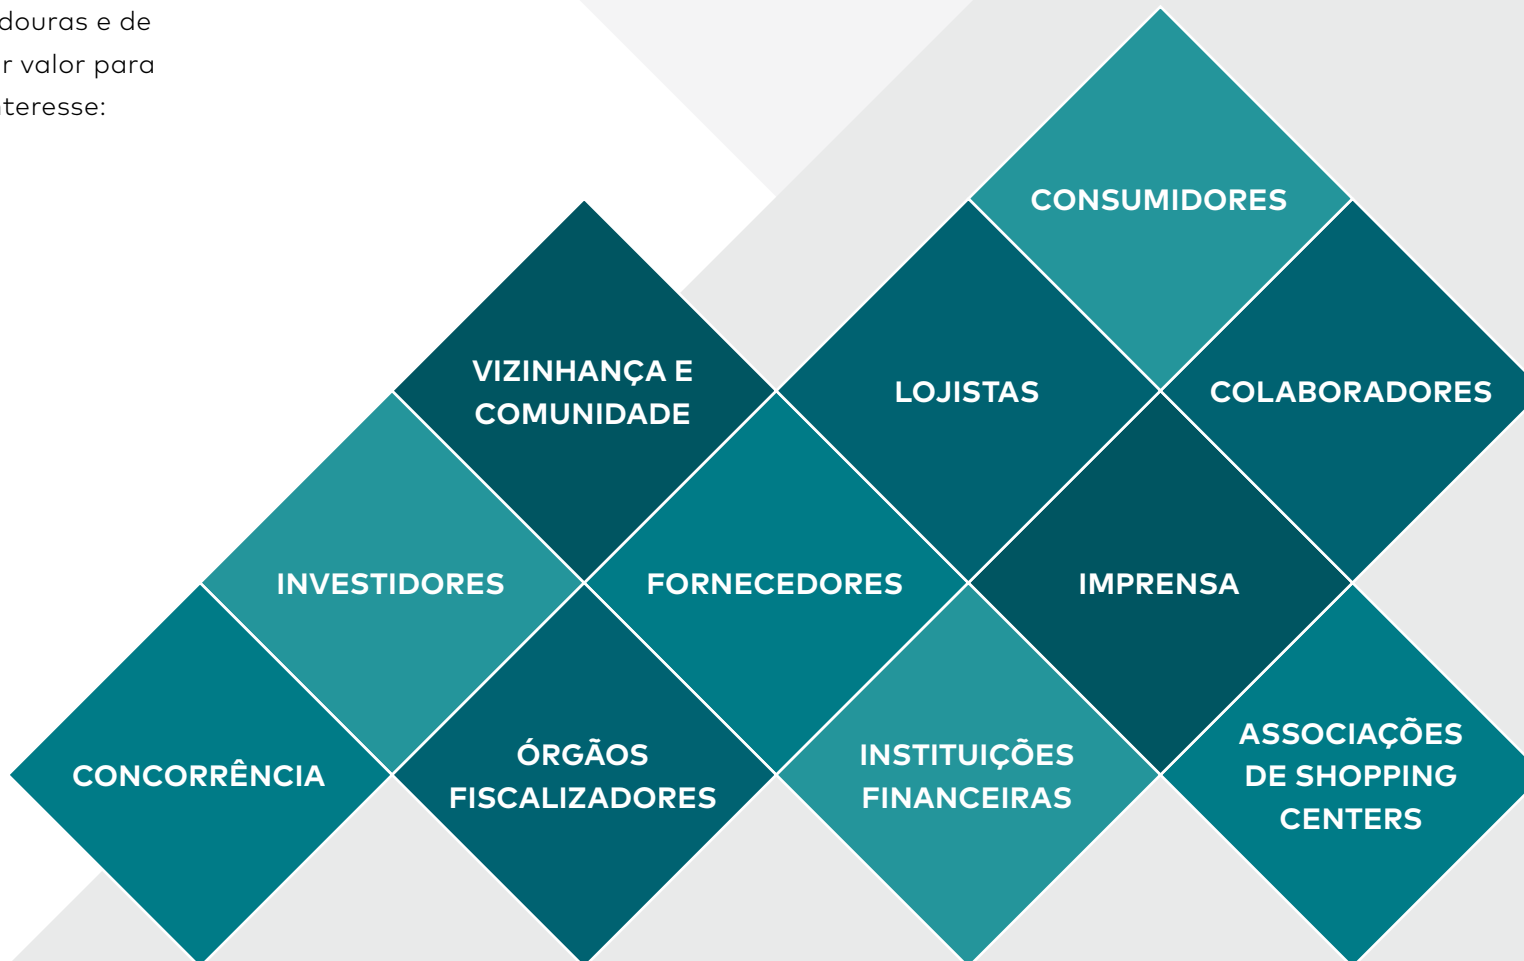 douras e de
r valor para
nteresse:
CONSUMIDORES
VIZINHANÇA E
COMUNIDADE
LOJISTAS
COLABORADORES
INVESTIDORES
FORNECEDORES
IMPRENSA
CONCORRÊNCIA
ÓRGÃOS
FISCALIZADORES
INSTITUIÇÕES
FINANCEIRAS
ASSOCIAÇÕES
DE SHOPPING
CENTERS